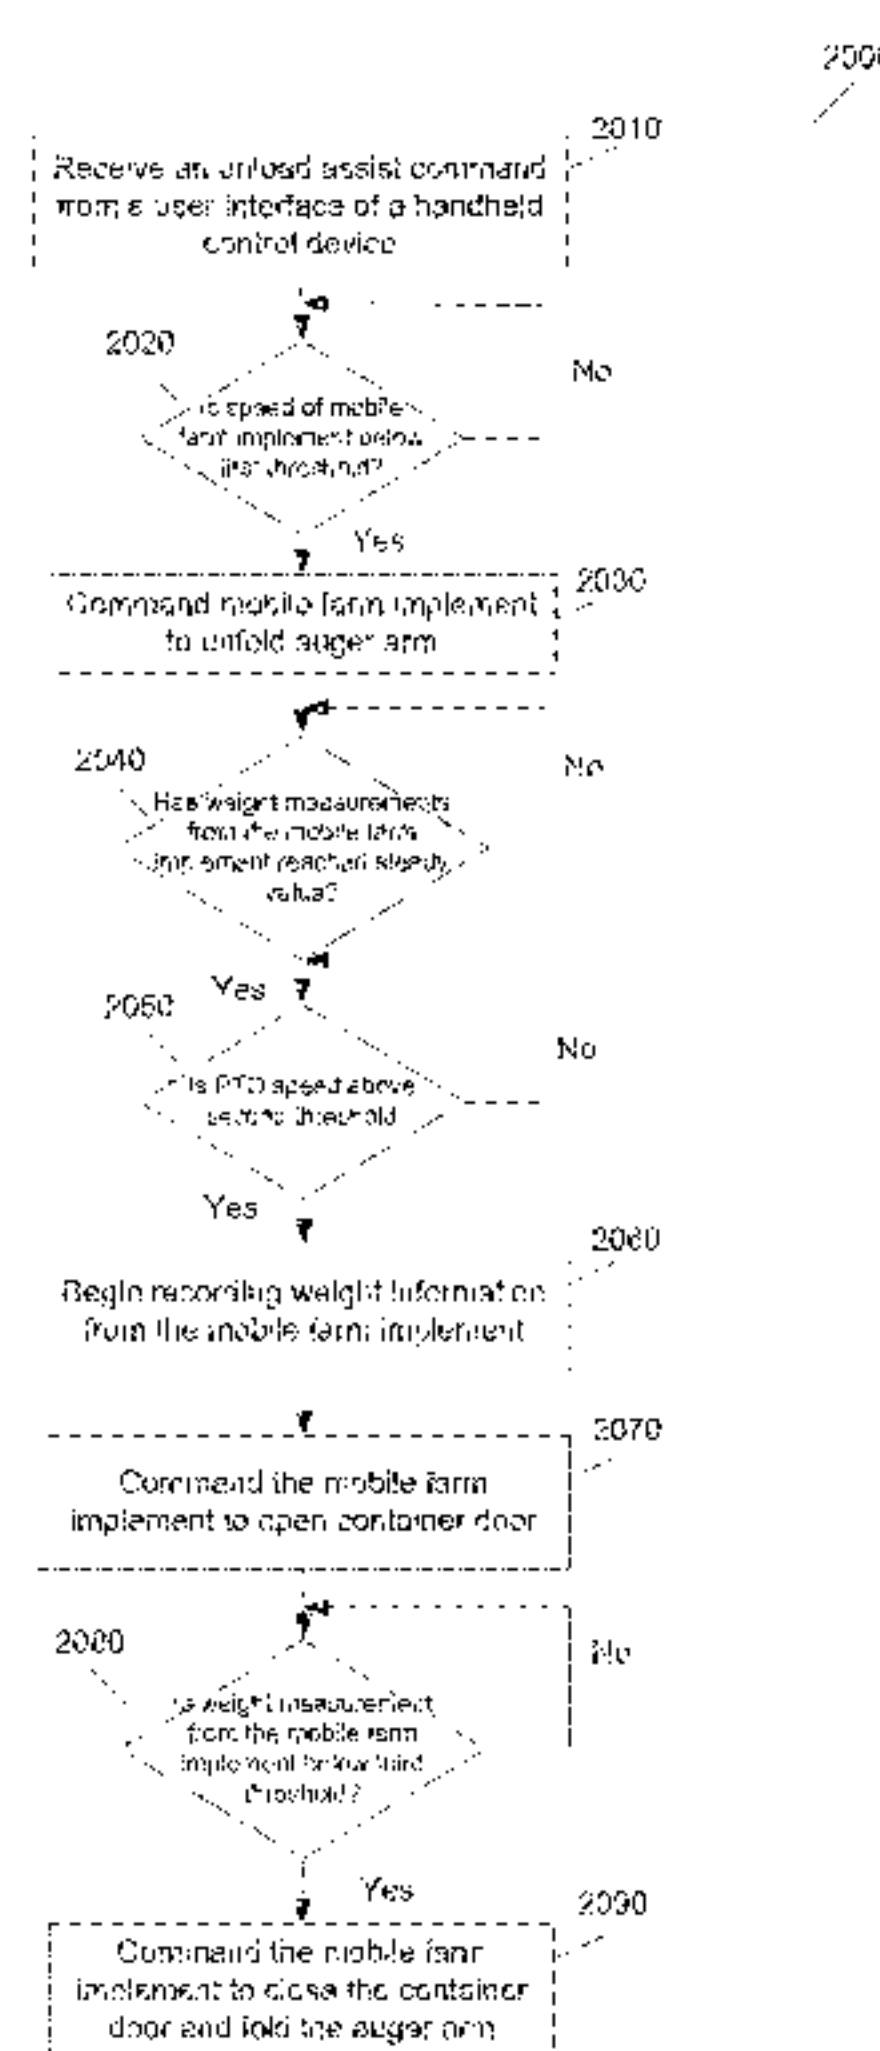 2000
2010
Receive an unload assist command
from a user interface of a handheld
control device
2020
No
Is speed of mobile
farm implement below
first threshold?
Yes
2030
Command mobile farm implement
to unfold auger arm
2040
No
Has weight measurements
from the mobile farm
implement reached steady
value?
Yes
2050
No
Is PTO speed above
second threshold
Yes
2060
Begin recording weight information
from the mobile farm implement
2070
Command the mobile farm
implement to open container door
2080
No
Is weight measurement
from the mobile farm
implement below third
threshold?
Yes
2090
Command the mobile farm
implement to close the container
door and fold the auger arm